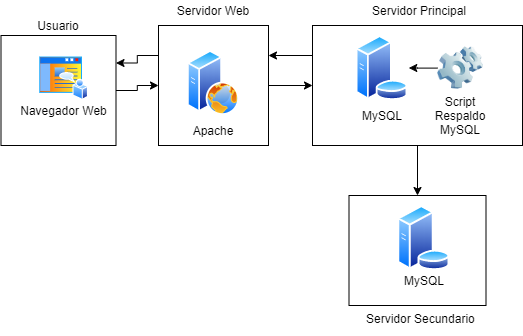 Usuario
Servidor Web
Servidor Principal
Navegador Web
Apache
MySQL
Script
Respaldo
MySQL
MySQL
Servidor Secundario